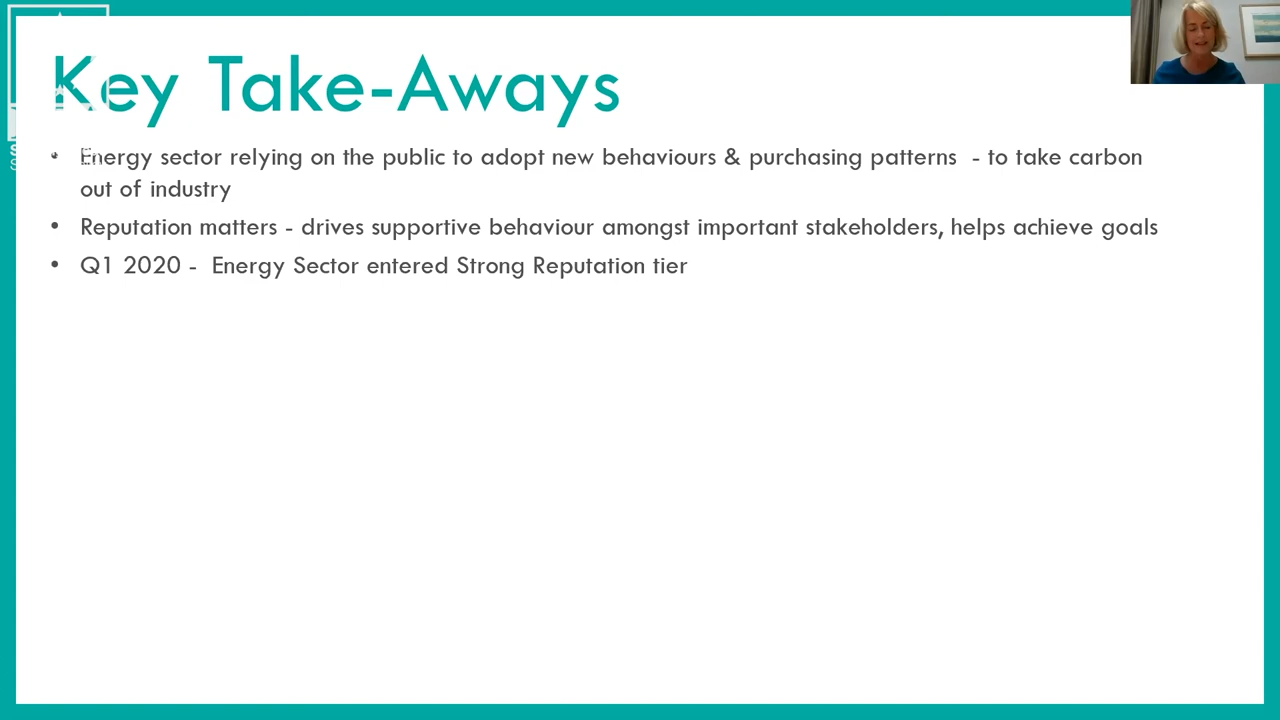 Key Take-Aways
• Energy sector relying on the public to adopt new behaviours & purchasing patterns  - to take carbon
out of industry
• Reputation matters - drives supportive behaviour amongst important stakeholders, helps achieve goals
• Q1 2020 -  Energy Sector entered Strong Reputation tier